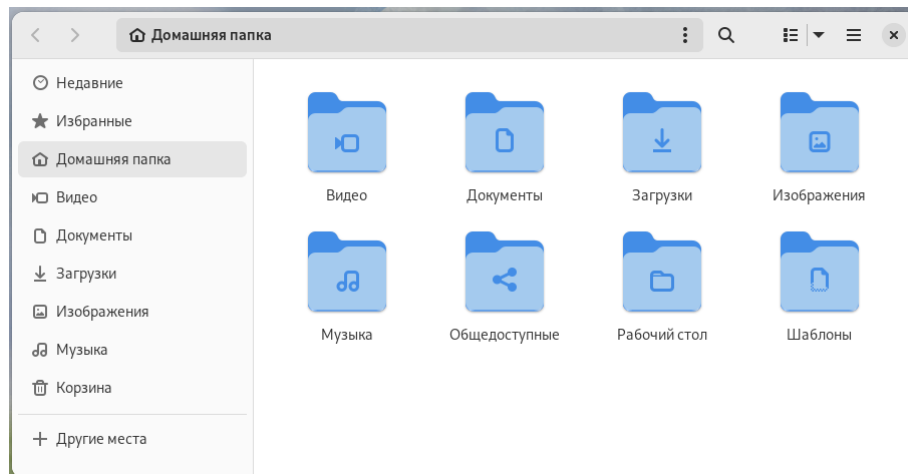 Домашняя папка
Недавние
Избранные
Домашняя папка
Видео
Документы
Загрузки
Изображения
Музыка
Корзина
Другие места
Видео
Документы
Загрузки
Изображения
Музыка
Общедоступные
Рабочий стол
Шаблоны